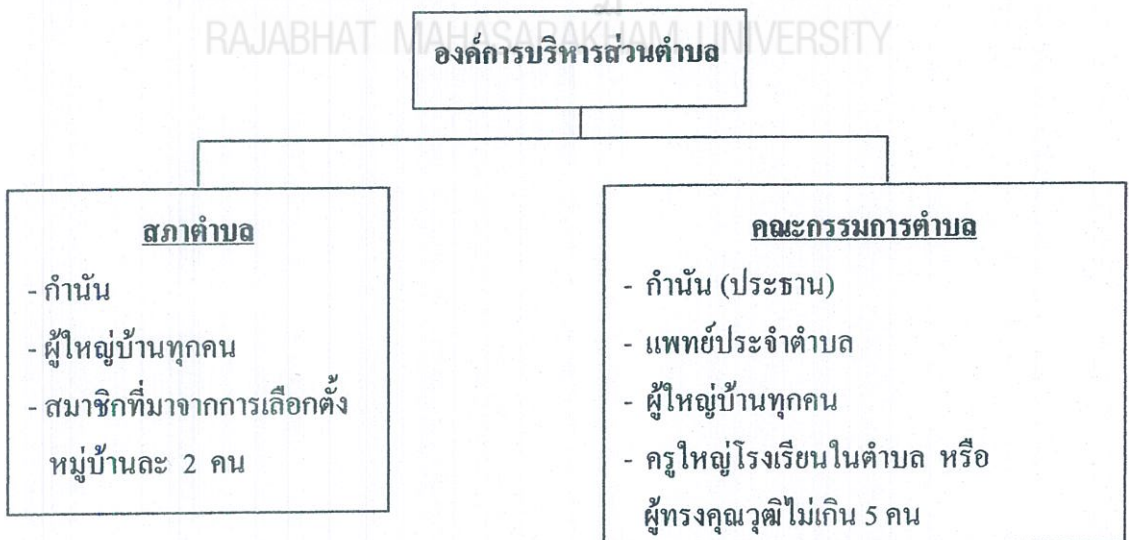 RAJABHAT MAHASARAKHAM UNIVERSITY
องค์การบริหารส่วนตำบล
สภาตำบล
- กำนัน
- ผู้ใหญ่บ้านทุกคน
- สมาชิกที่มาจากการเลือกตั้ง
หมู่บ้านละ 2 คน
คณะกรรมการตำบล
- กำนัน (ประธาน)
- แพทย์ประจำตำบล
- ผู้ใหญ่บ้านทุกคน
- ครูใหญ่โรงเรียนในตำบล หรือ
ผู้ทรงคุณวุฒิไม่เกิน 5 คน